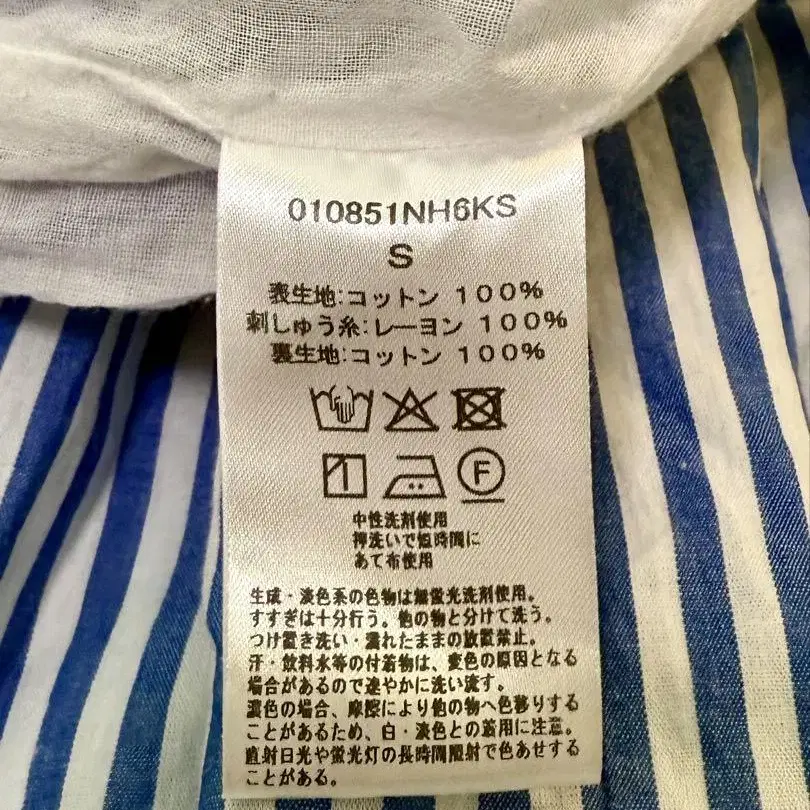 010851NH6KS
S
表生地:コットン 100%
刺しゅう糸:レーヨン 100%
裏生地:コットン 100%
F
中性洗剤使用
押洗いで短時間に
あて布使用
生成・淡色系の色物は無蛍光洗剤使用。
すすぎは十分行う。他の物と分けて洗う。
つけ置き洗い・濡れたままの放置禁止。
汗・飲料水等の付着物は、変色の原因となる
場合があるので速やかに洗い流す。
濃色の場合、摩擦により他の物へ色移りする
ことがあるため、白・淡色との着用に注意。
直射日光や蛍光灯の長時間照射で色あせする
ことがある。